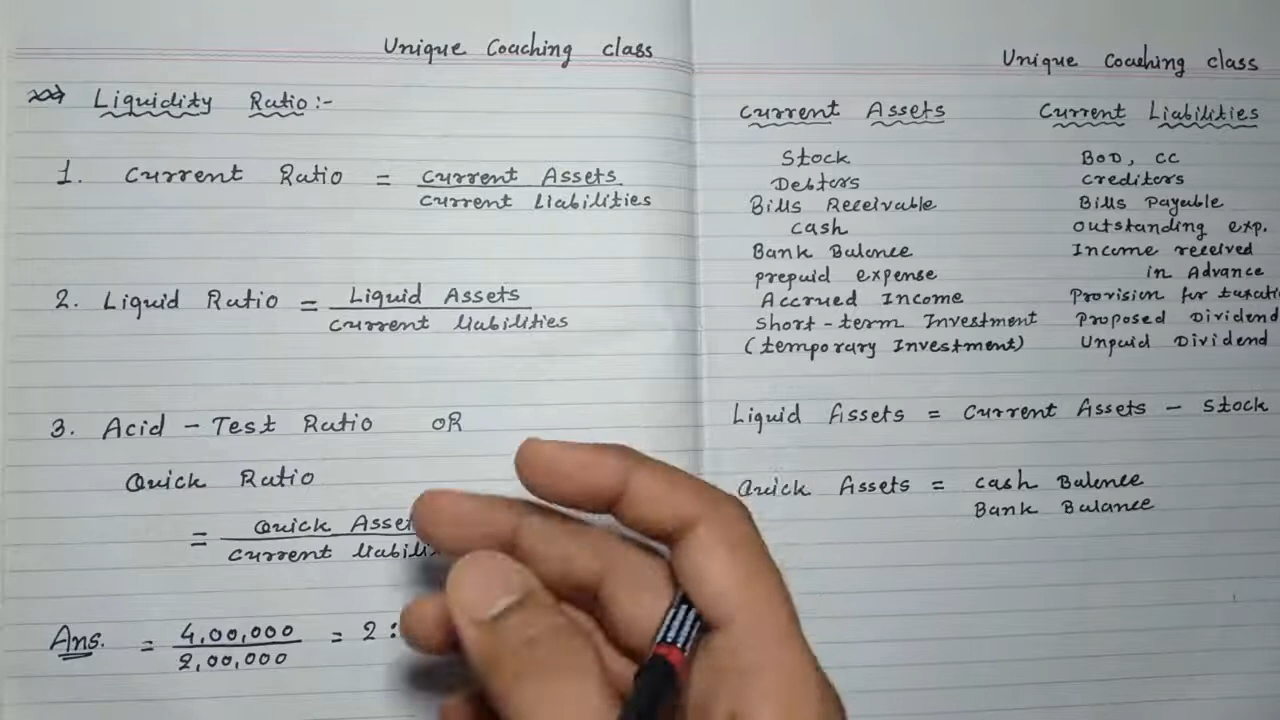 Unique Coaching class
Liquidity Ratio:-
1. Current Ratio = Current Assets
Current Liabilities
2. Liquid Ratio = Liquid Assets
Current liabilities
3. Acid - Test Ratio OR
Quick Ratio
= Quick
Current
Ans. = 4,00,000 = 2 :
2,00,000
Unique Coaching class
Current Assets Current Liabilities
Stock BOD, CC
Debtors Creditors
Bills Receivable Bills Payable
Cash Outstanding exp.
Bank Balance Income received
prepaid expense in Advance
Accrued Income Provision for
Short-term Investment Proposed Dividend
(temporary Investment) Unpaid Dividend
Liquid Assets = Current Assets - Stock
Quick Assets = Cash Balance
Bank Balance